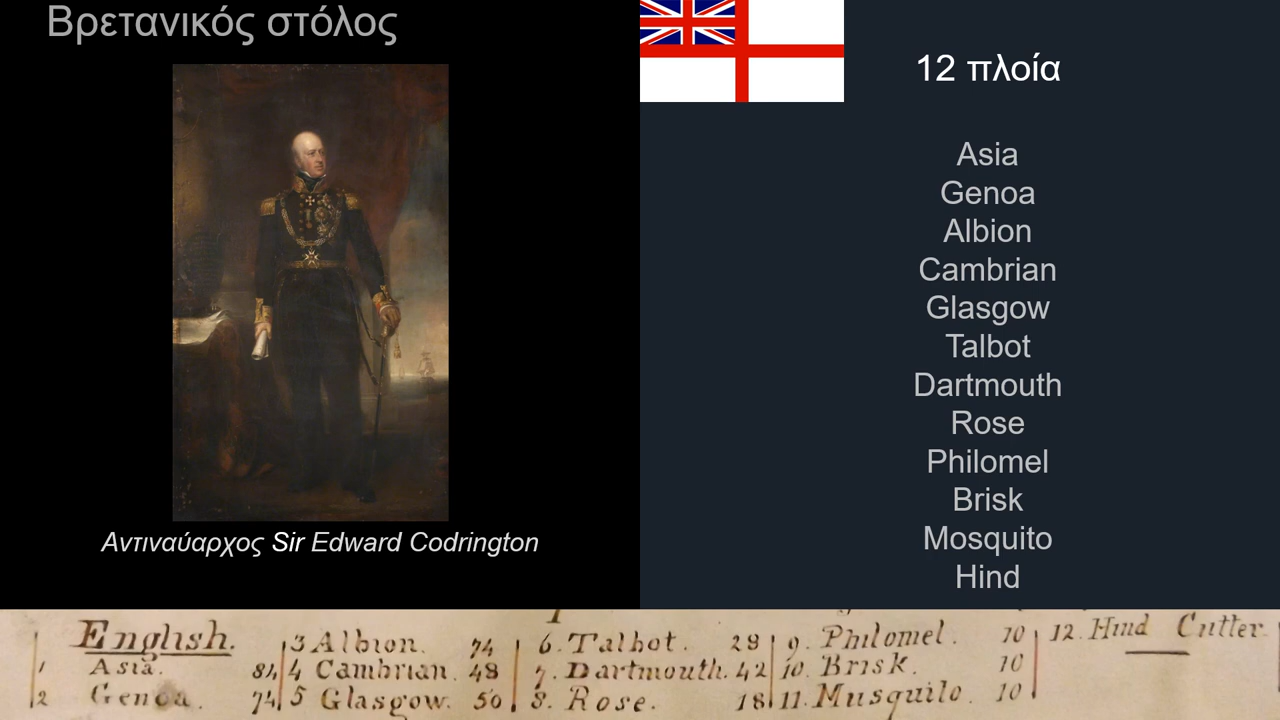 Βρετανικός στόλος
Αντιναύαρχος Sir Edward Codrington
12 πλοία
Asia
Genoa
Albion
Cambrian
Glasgow
Talbot
Dartmouth
Rose
Philomel
Brisk
Mosquito
Hind
English.
1 Asia. 84
2 Genoa. 74
3 Albion. 74
4 Cambrian. 48
5 Glasgow. 50
6. Talbot. 28
7. Dartmouth. 42
8. Rose. 18
9. Philomel. 10
10. Brisk. 10
11. Musquito. 10
12. Hind Cutter.